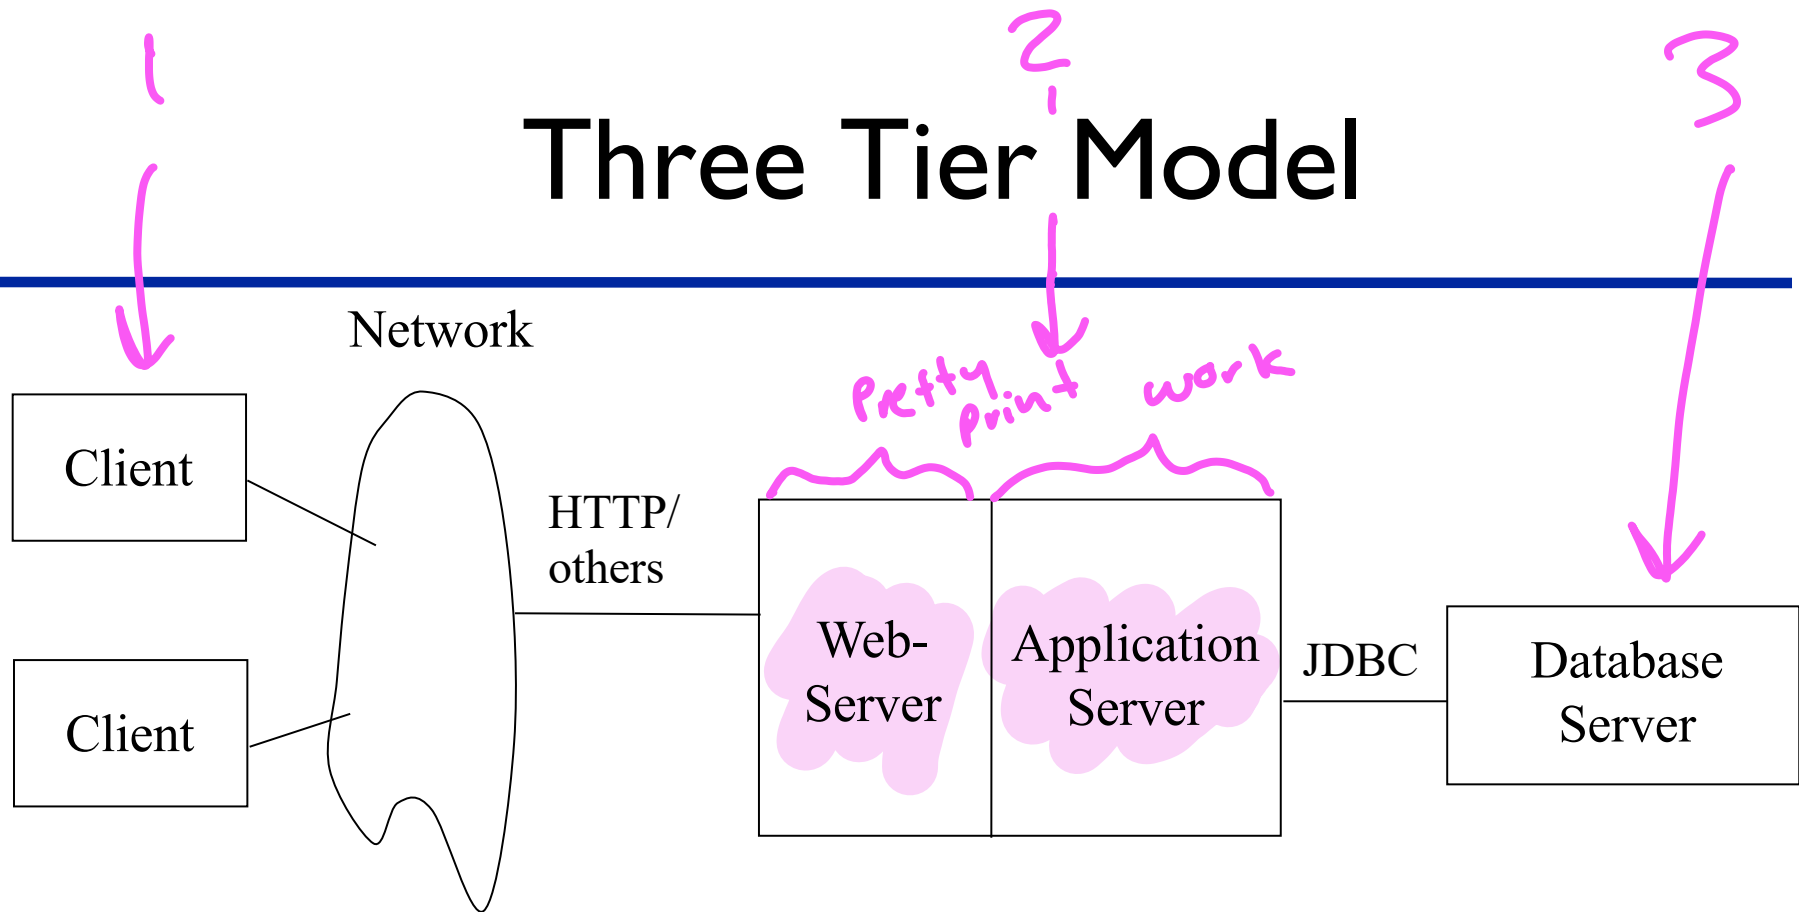 1
2
3
Three Tier Model
Network
Pretty
print
work
Client
HTTP/
others
Web-
Server
Application
Server
JDBC
Database
Server
Client